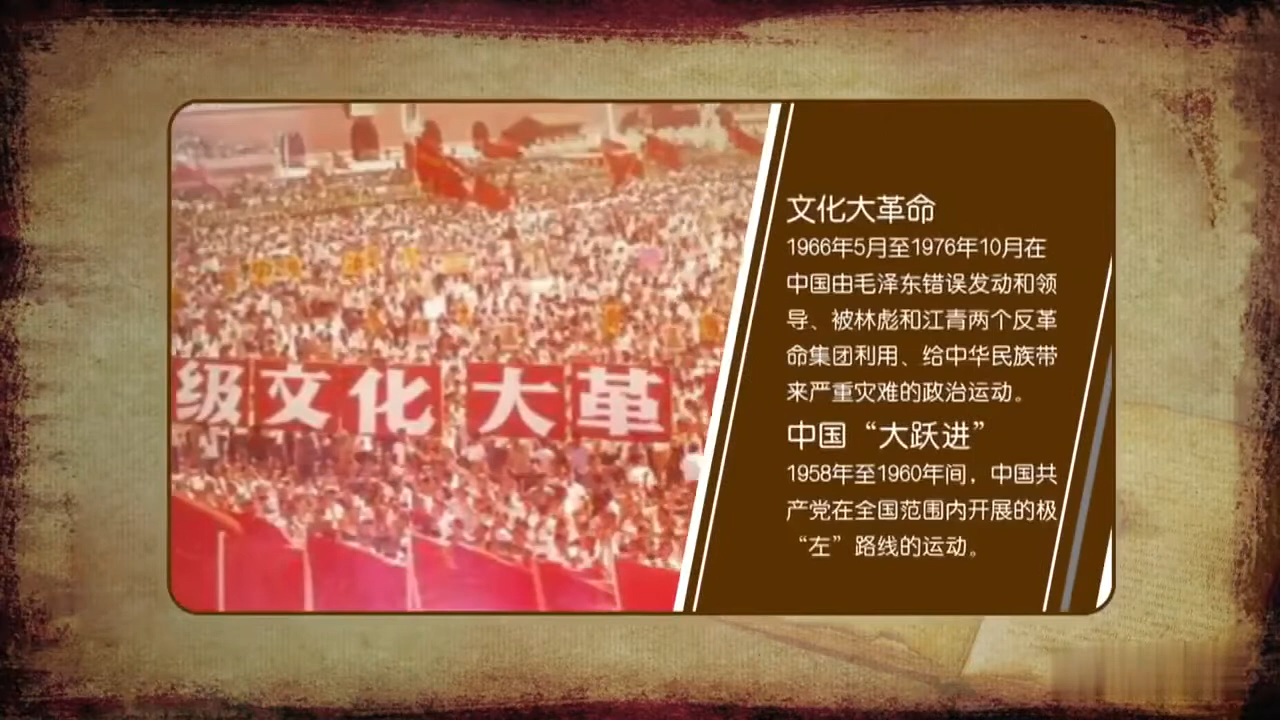 级文化大革
文化大革命
1966年5月至1976年10月在
中国由毛泽东错误发动和领
导、被林彪和江青两个反革
命集团利用、给中华民族带
来严重灾难的政治运动。
中国“大跃进”
1958年至1960年间，中国共
产党在全国范围内开展的极
“左”路线的运动。